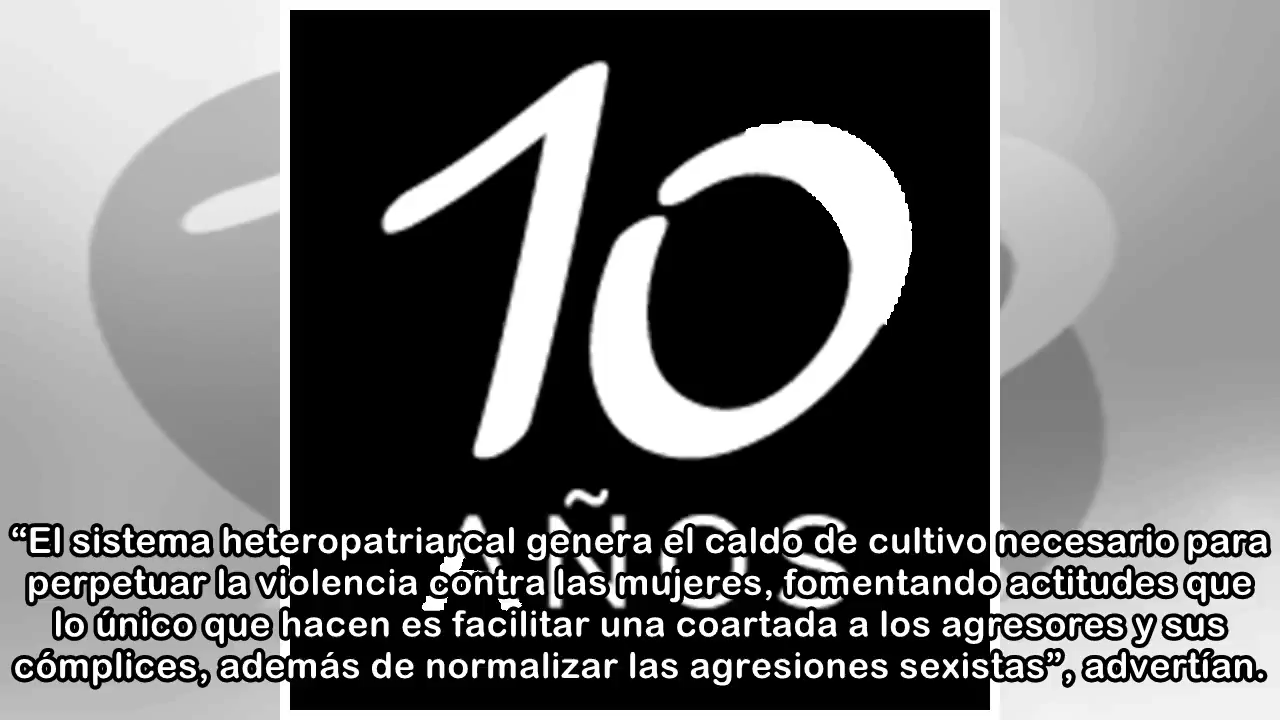 10
AÑOS
“El sistema heteropatriarcal genera el caldo de cultivo necesario para
perpetuar la violencia contra las mujeres, fomentando actitudes que
lo único que hacen es facilitar una coartada a los agresores y sus
cómplices, además de normalizar las agresiones sexistas”, advertían.